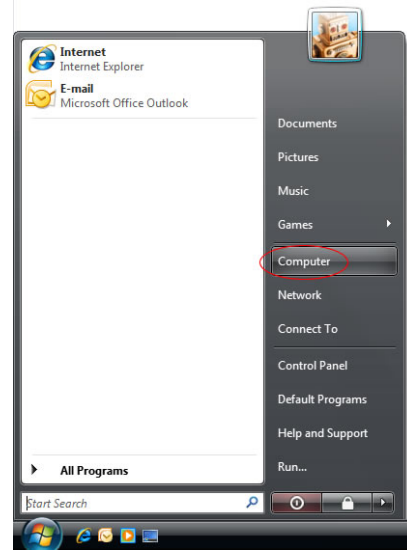 Internet
Internet Explorer
E-mail
Microsoft Office Outlook
All Programs
Start Search
Documents
Pictures
Music
Games
Computer
Network
Connect To
Control Panel
Default Programs
Help and Support
Run...